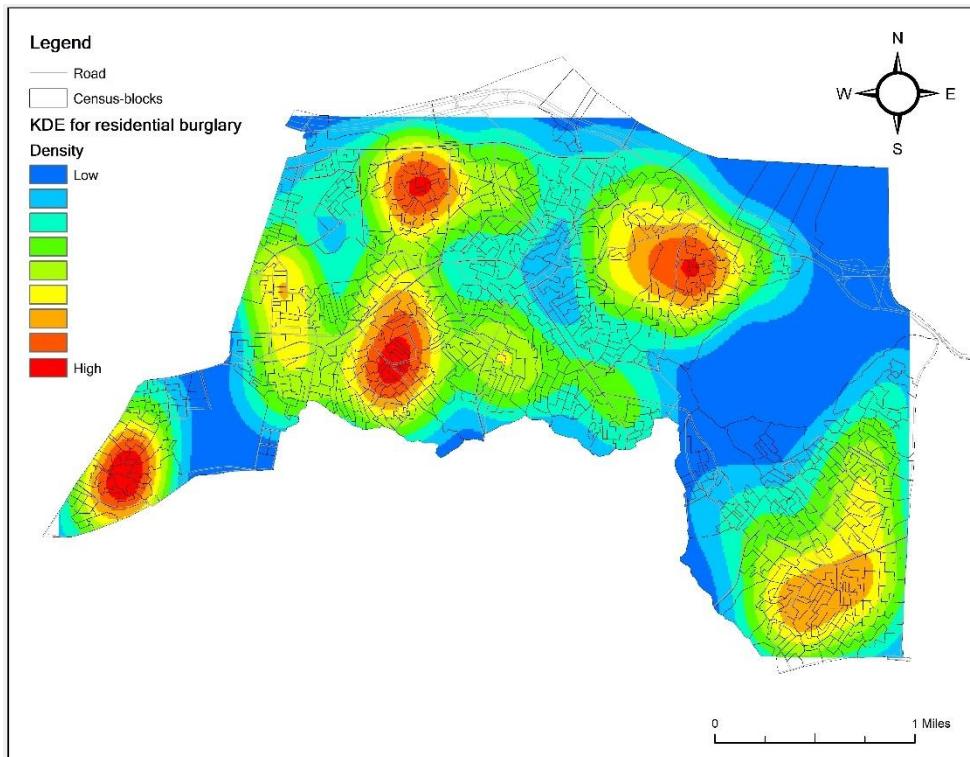 Legend
Road
Census-blocks
KDE for residential burglary
Density
Low
High
N
W E
S
0 1 Miles